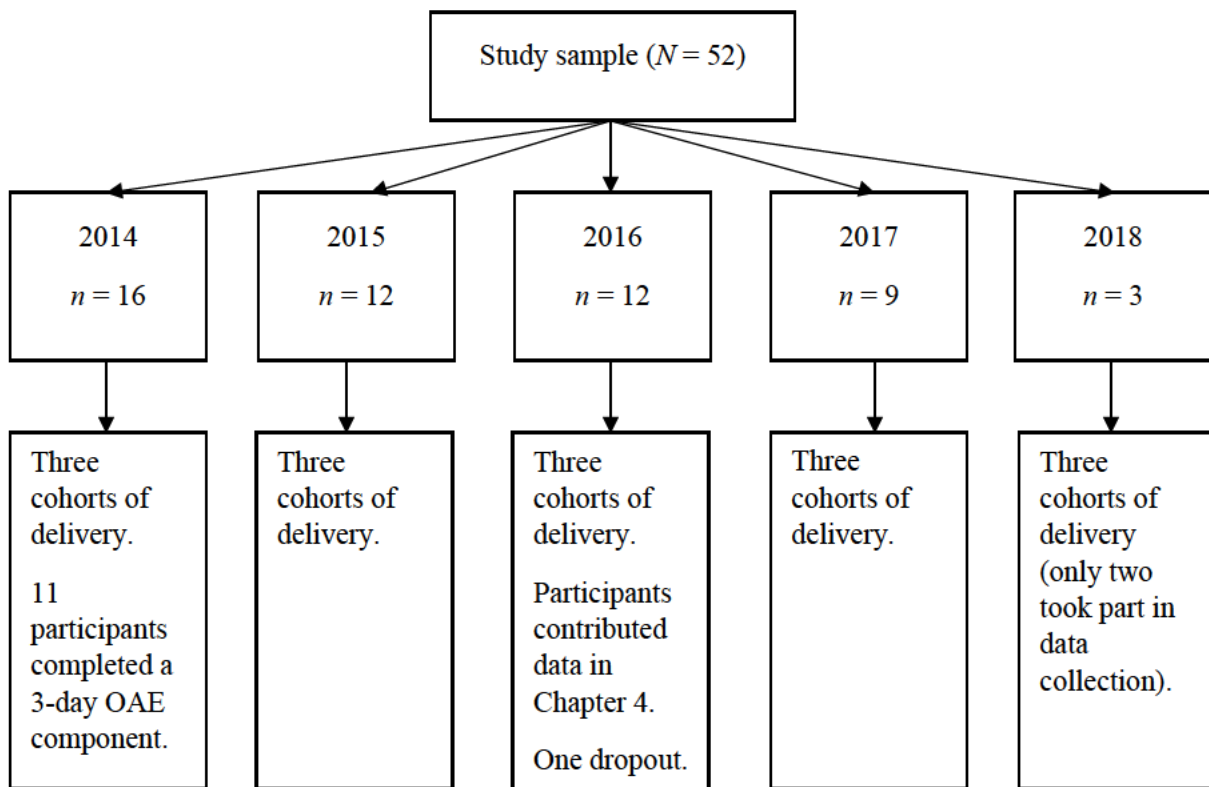 Study sample (N = 52)
2014
n = 16
2015
n = 12
2016
n = 12
2017
n = 9
2018
n = 3
Three
cohorts of
delivery.
11
participants
completed a
3-day OAE
component.
Three
cohorts of
delivery.
Three
cohorts of
delivery.
Participants
contributed
data in
Chapter 4.
One dropout.
Three
cohorts of
delivery.
Three
cohorts of
delivery
(only two
took part in
data
collection).